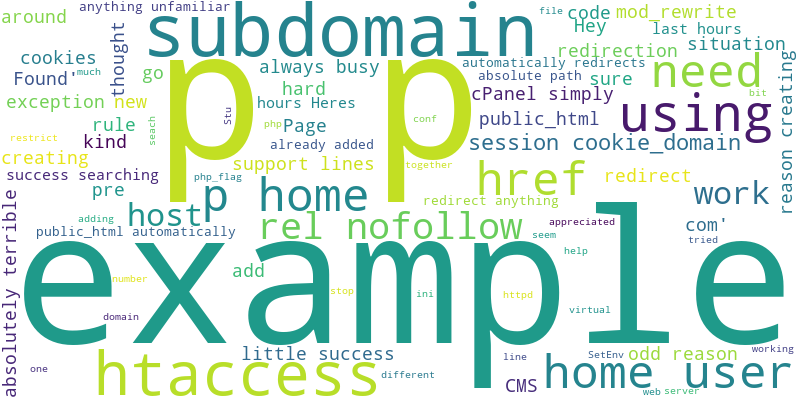 anything unfamiliar
around
subdomain
file
code
mod_rewrite
Hey
last hours
thought
cookies
always busy
redirection
situation
automatically redirects
Found'
much
go
hard
absolute path
sure
need
reason creating
p p
exception
new
hours Heres
cPanel simply
using
Stu
rule
seach
php
Page
conf
public_html
kind
already added
session cookie_domain
creating
support lines
together
bit
success searching
php_flag
href
redirect
restrict
pre
p home
redirect anything
work
adding
host
rel nofollow
appreciated
com'
public_html automatically
seem
tried
absolutely terrible
add
help
example
number
stop
ini
httpd
domain
virtual
little success
line
SetEnv
odd reason
working
one
htaccess
different
CMS
home user
web
server